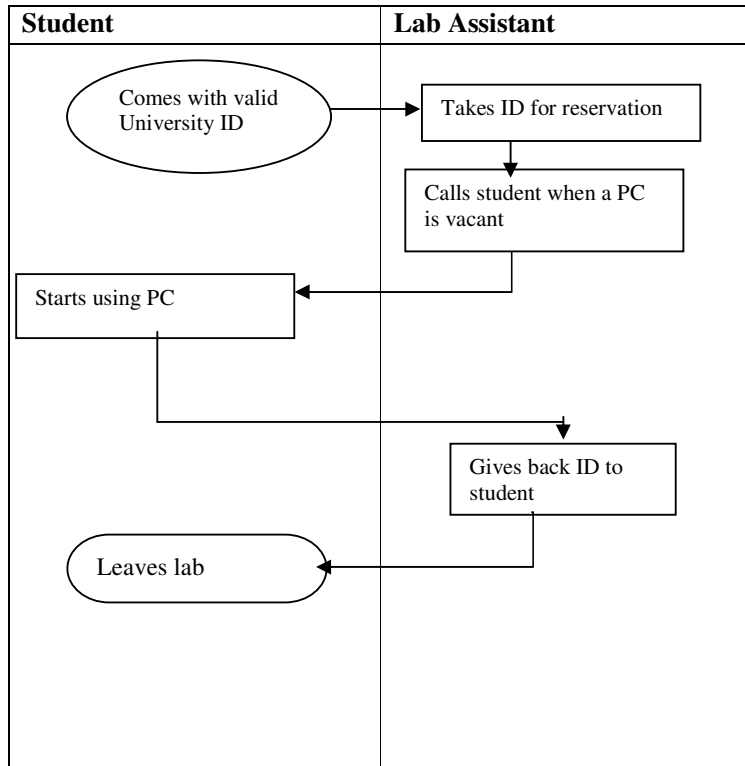 Student
Lab Assistant
Comes with valid
University ID
Takes ID for reservation
Calls student when a PC
is vacant
Starts using PC
Gives back ID to
student
Leaves lab